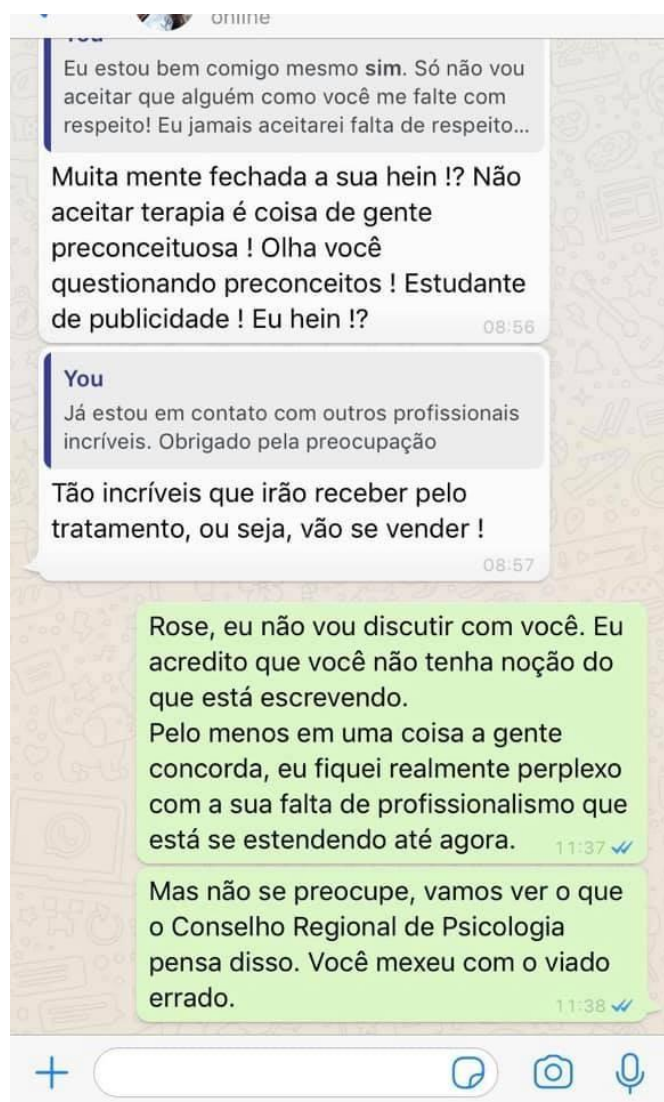 online
You
Eu estou bem comigo mesmo sim. Só não vou
aceitar que alguém como você me falte com
respeito! Eu jamais aceitarei falta de respeito...
Muita mente fechada a sua hein !? Não
aceitar terapia é coisa de gente
preconceituosa ! Olha você
questionando preconceitos ! Estudante
de publicidade ! Eu hein !?
08:56
You
Já estou em contato com outros profissionais
incríveis. Obrigado pela preocupação
Tão incríveis que irão receber pelo
tratamento, ou seja, vão se vender !
08:57
Rose, eu não vou discutir com você. Eu
acredito que você não tenha noção do
que está escrevendo.
Pelo menos em uma coisa a gente
concorda, eu fiquei realmente perplexo
com a sua falta de profissionalismo que
está se estendendo até agora.
11:37
Mas não se preocupe, vamos ver o que
o Conselho Regional de Psicologia
pensa disso. Você mexeu com o viado
errado.
11:38